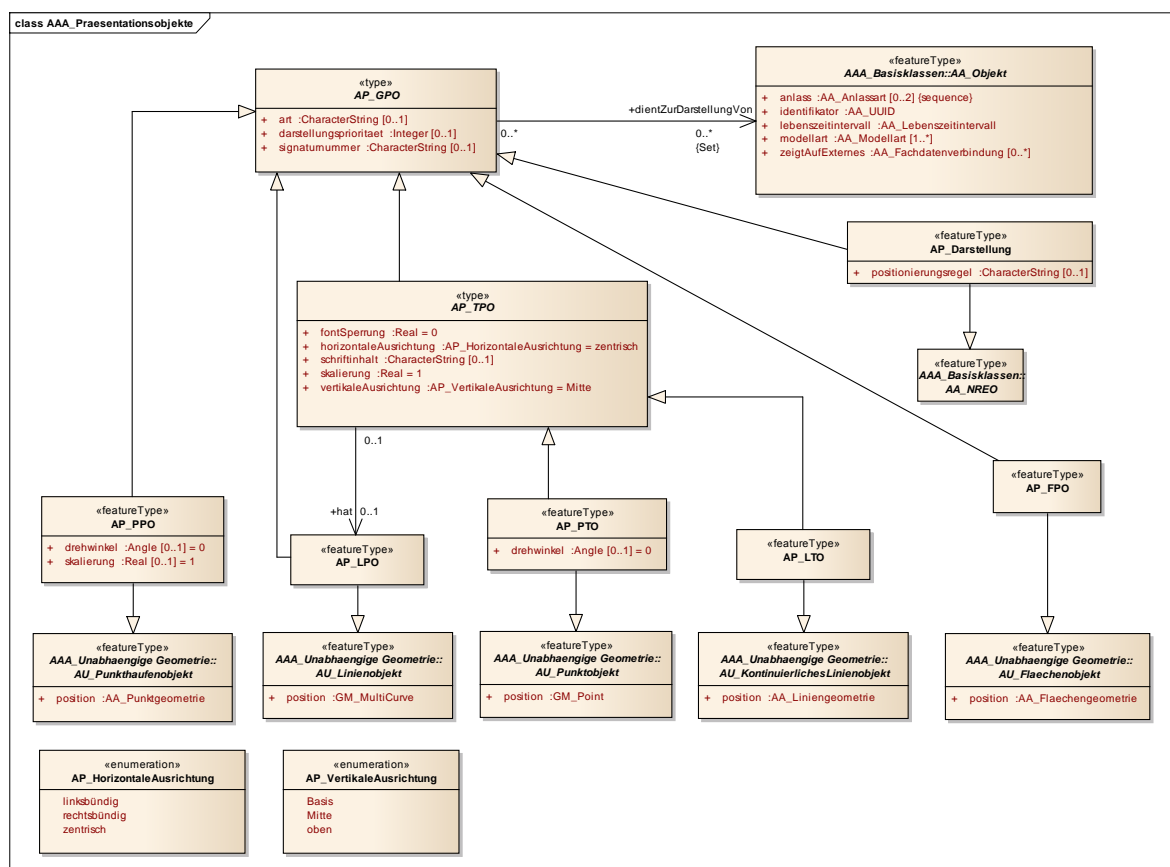 class AAA_Praesentationsobjekte
«type»
AP_GPO
+ art :CharacterString [0..1]
+ darstellungsprioritaet :Integer [0..1]
+ signaturnummer :CharacterString [0..1]
+dientZurDarstellungVon
0..*
0..*
{Set}
«featureType»
AAA_Basisklassen::AA_Objekt
+ anlass :AA_Anlassart [0..2] {sequence}
+ identifikator :AA_UUID
+ lebenszeitintervall :AA_Lebenszeitintervall
+ modellart :AA_Modellart [1..*]
+ zeigtAufExternes :AA_Fachdatenverbindung [0..*]
«featureType»
AP_Darstellung
+ positionierungsregel :CharacterString [0..1]
«type»
AP_TPO
+ fontSperrung :Real = 0
+ horizontaleAusrichtung :AP_HorizontaleAusrichtung = zentrisch
+ schriftinhalt :CharacterString [0..1]
+ skalierung :Real = 1
+ vertikaleAusrichtung :AP_VertikaleAusrichtung = Mitte
«featureType»
AAA_Basisklassen::
AA_NREO
0..1
+hat 0..1
«featureType»
AP_PPO
+ drehwinkel :Angle [0..1] = 0
+ skalierung :Real [0..1] = 1
«featureType»
AP_LPO
«featureType»
AP_PTO
+ drehwinkel :Angle [0..1] = 0
«featureType»
AP_LTO
«featureType»
AP_FPO
«featureType»
AAA_Unabhaengige Geometrie::
AU_Punkthaufenobjekt
+ position :AA_Punktgeometrie
«featureType»
AAA_Unabhaengige Geometrie::
AU_Linienobjekt
+ position :GM_MultiCurve
«featureType»
AAA_Unabhaengige Geometrie::
AU_Punktobjekt
+ position :GM_Point
«featureType»
AAA_Unabhaengige Geometrie::
AU_KontinuierlichesLinienobjekt
+ position :AA_Liniengeometrie
«featureType»
AAA_Unabhaengige Geometrie::
AU_Flaechenobjekt
+ position :AA_Flaechengeometrie
«enumeration»
AP_HorizontaleAusrichtung
linksbündig
rechtsbündig
zentrisch
«enumeration»
AP_VertikaleAusrichtung
Basis
Mitte
oben